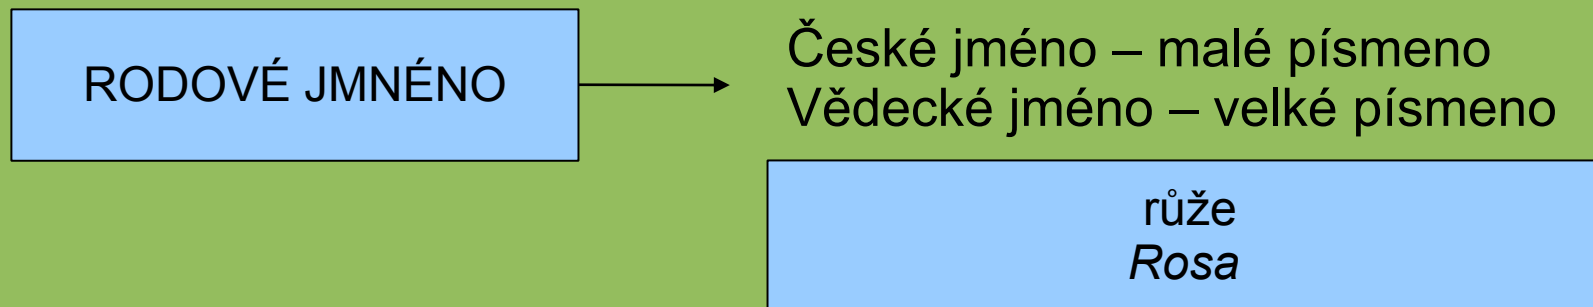 RODOVÉ JMNÉNO
České jméno – malé písmeno
Vědecké jméno – velké písmeno
růže
Rosa